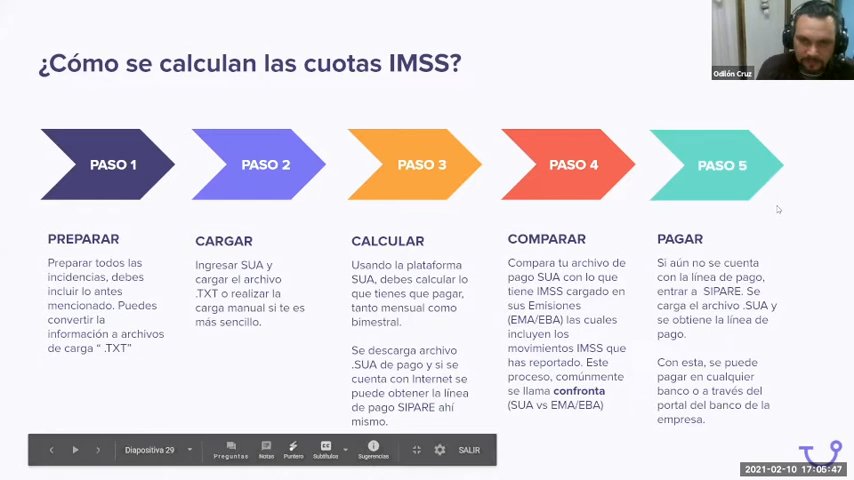 ¿Cómo se calculan las cuotas IMSS?
Odilón Cruz
PASO 1
PASO 2
PASO 3
PASO 4
PASO 5
PREPARAR
Preparar todos las
incidencias, debes
incluir lo antes
mencionado. Puedes
convertir la
información a archivos
de carga “ .TXT”
CARGAR
Ingresar SUA y
cargar el archivo
.TXT o realizar la
carga manual si te es
más sencillo.
CALCULAR
Usando la plataforma
SUA, debes calcular lo
que tienes que pagar,
tanto mensual como
bimestral.
Se descarga archivo
.SUA de pago y si se
cuenta con Internet se
puede obtener la línea
de pago SIPARE ahí
mismo.
COMPARAR
Compara tu archivo de
pago SUA con lo que
tiene IMSS cargado en
sus Emisiones
(EMA/EBA) las cuales
incluyen los
movimientos IMSS que
has reportado. Este
proceso, comúnmente
se llama confronta
(SUA vs EMA/EBA)
PAGAR
Si aún no se cuenta
con la línea de pago,
entrar a SIPARE. Se
carga el archivo .SUA y
se obtiene la línea de
pago.
Con esta, se puede
pagar en cualquier
banco o a través del
portal del banco de la
empresa.
Diapositiva 29
Preguntas
Notas
Puntero
CC
Subtítulos
Sugerencias
SALIR
2021-02-10 17:05:47